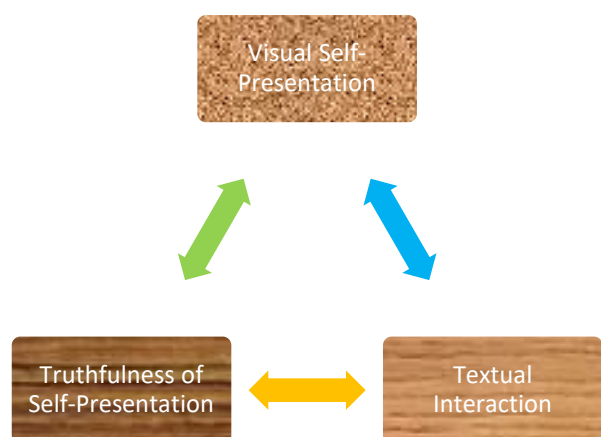 Visual Self-
Presentation
Truthfulness of
Self-Presentation
Textual
Interaction